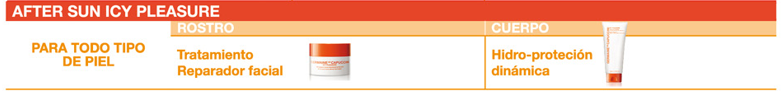 AFTER SUN ICY PLEASURE
ROSTRO
CUERPO
PARA TODO TIPO
DE PIEL
Tratamiento
Reparador facial
Hidro-proteción
dinámica